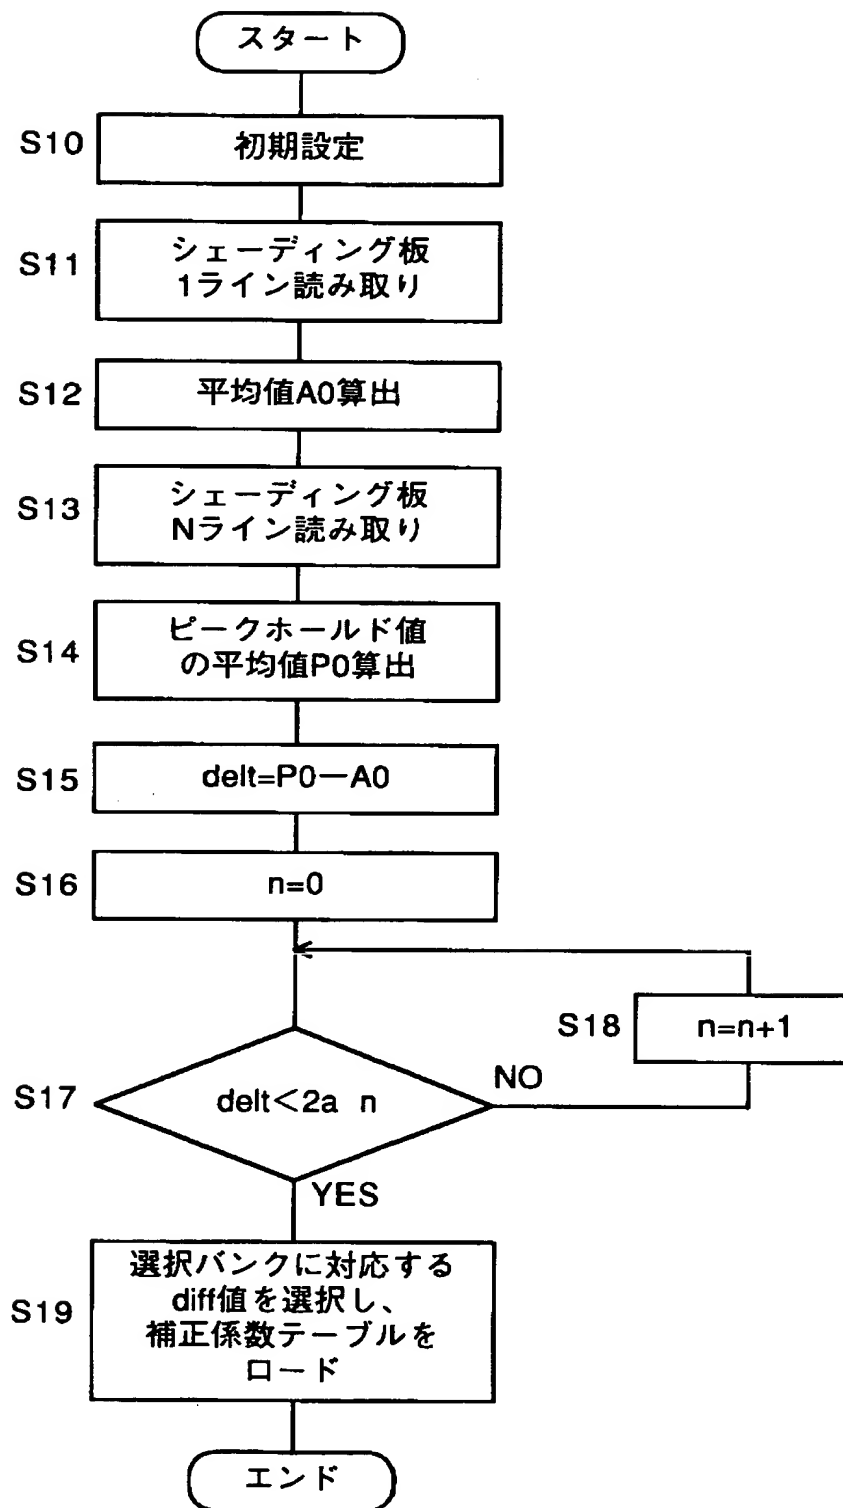 スタート
S10
初期設定
S11
シェーディング板
1ライン読み取り
S12
平均値A0算出
S13
シェーディング板
Nライン読み取り
S14
ピークホールド値
の平均値P0算出
S15
delt=P0－A0
S16
n=0
S18
n=n+1
S17
delt＜2a n
NO
YES
S19
選択バンクに対応する
diff値を選択し、
補正係数テーブルを
ロード
エンド